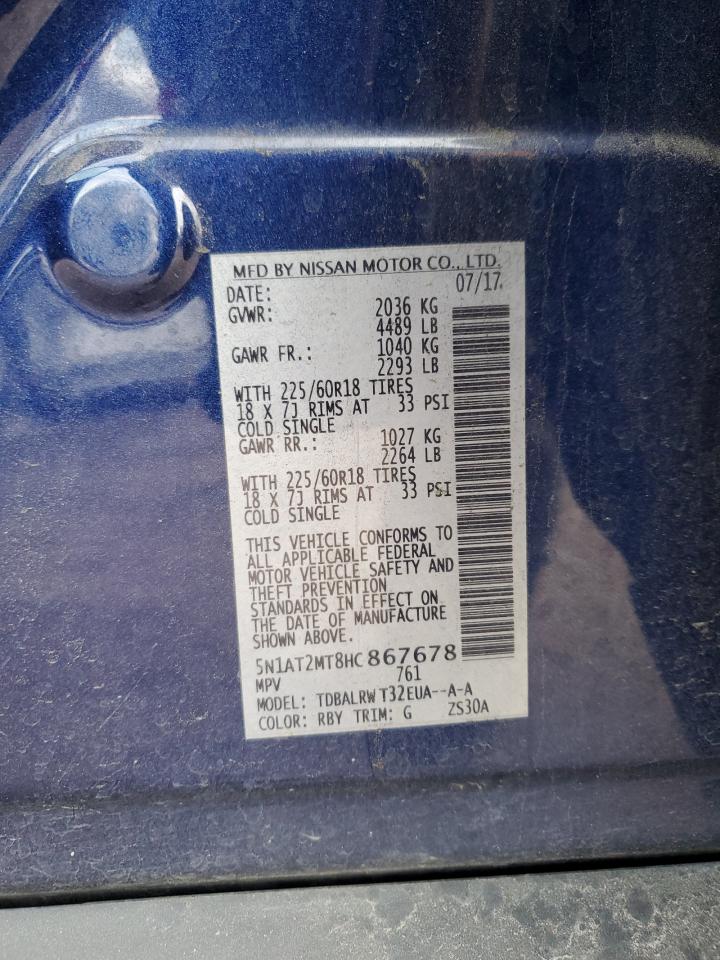 MFD BY NISSAN MOTOR CO., LTD.
DATE: 07/17
GVWR: 2036 KG
4489 LB
GAWR FR.: 1040 KG
2293 LB
WITH 225/60R18 TIRES
18 X 7J RIMS AT 33 PSI
COLD SINGLE
GAWR RR.: 1027 KG
2264 LB
WITH 225/60R18 TIRES
18 X 7J RIMS AT 33 PSI
COLD SINGLE
THIS VEHICLE CONFORMS TO
ALL APPLICABLE FEDERAL
MOTOR VEHICLE SAFETY AND
THEFT PREVENTION
STANDARDS IN EFFECT ON
THE DATE OF MANUFACTURE
SHOWN ABOVE.
5N1AT2MT8HC867678
MPV 761
MODEL: TDBALRW T32EUA--A-A
COLOR: RBY TRIM: G ZS30A